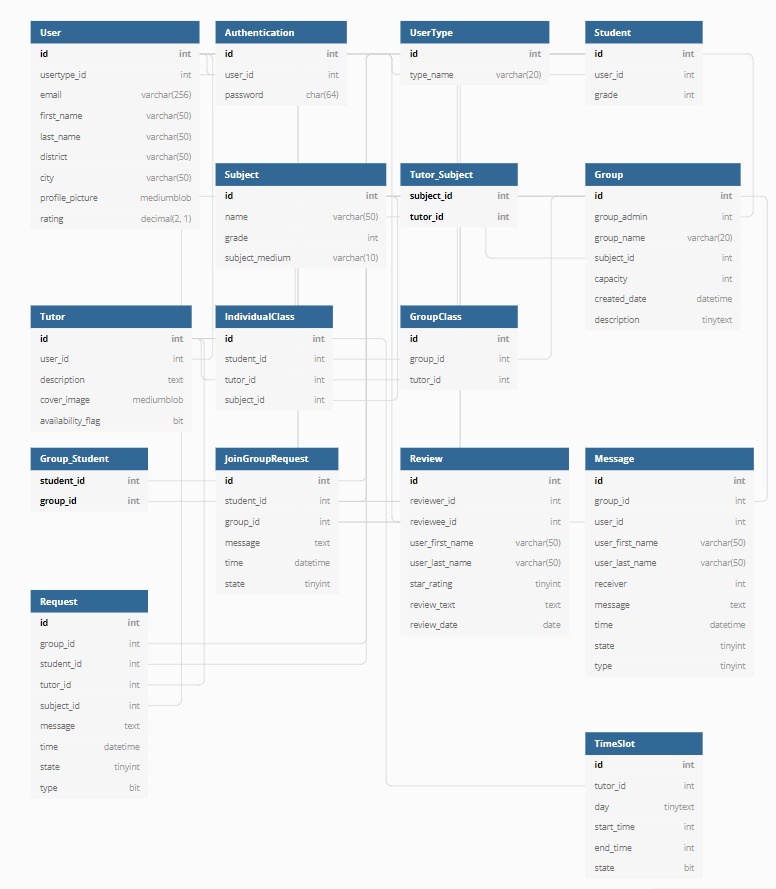 User
id int
usertype_id int
email varchar(256)
first_name varchar(50)
last_name varchar(50)
district varchar(50)
city varchar(50)
profile_picture mediumblob
rating decimal(2, 1)
Authentication
id int
user_id int
password char(64)
UserType
id int
type_name varchar(20)
Student
id int
user_id int
grade int
Subject
id int
name varchar(50)
grade int
subject_medium varchar(10)
Tutor_Subject
subject_id int
tutor_id int
Group
id int
group_admin int
group_name varchar(20)
subject_id int
capacity int
created_date datetime
description tinytext
Tutor
id int
user_id int
description text
cover_image mediumblob
availability_flag bit
IndividualClass
id int
student_id int
tutor_id int
subject_id int
GroupClass
id int
group_id int
tutor_id int
Group_Student
student_id int
group_id int
JoinGroupRequest
id int
student_id int
group_id int
message text
time datetime
state tinyint
Review
id int
reviewer_id int
reviewee_id int
user_first_name varchar(50)
user_last_name varchar(50)
star_rating tinyint
review_text text
review_date date
Message
id int
group_id int
user_id int
user_first_name varchar(50)
user_last_name varchar(50)
receiver int
message text
time datetime
state tinyint
type tinyint
Request
id int
group_id int
student_id int
tutor_id int
subject_id int
message text
time datetime
state tinyint
type bit
TimeSlot
id int
tutor_id int
day tinytext
start_time int
end_time int
state bit